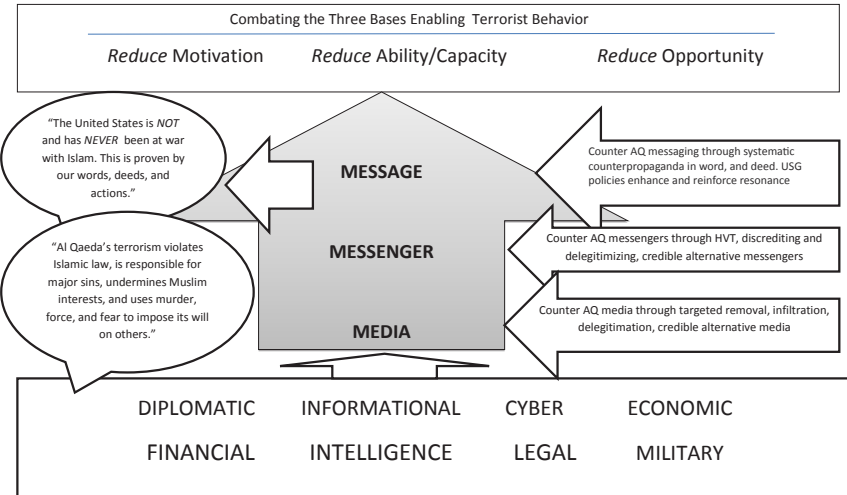 Combating the Three Bases Enabling Terrorist Behavior
Reduce Motivation Reduce Ability/Capacity Reduce Opportunity
"The United States is NOT
and has NEVER been at war
with Islam. This is proven by
our words, deeds, and
actions."
"Al Qaeda's terrorism violates
Islamic law, is responsible for
major sins, undermines Muslim
interests, and uses murder,
force, and fear to impose its will
on others."
MESSAGE
MESSENGER
MEDIA
Counter AQ messaging through systematic
counterpropaganda in word, and deed. USG
policies enhance and reinforce resonance
Counter AQ messengers through HVT, discrediting and
delegitimizing, credible alternative messengers
Counter AQ media through targeted removal, infiltration,
delegitimation, credible alternative media
DIPLOMATIC INFORMATIONAL CYBER ECONOMIC
FINANCIAL INTELLIGENCE LEGAL MILITARY